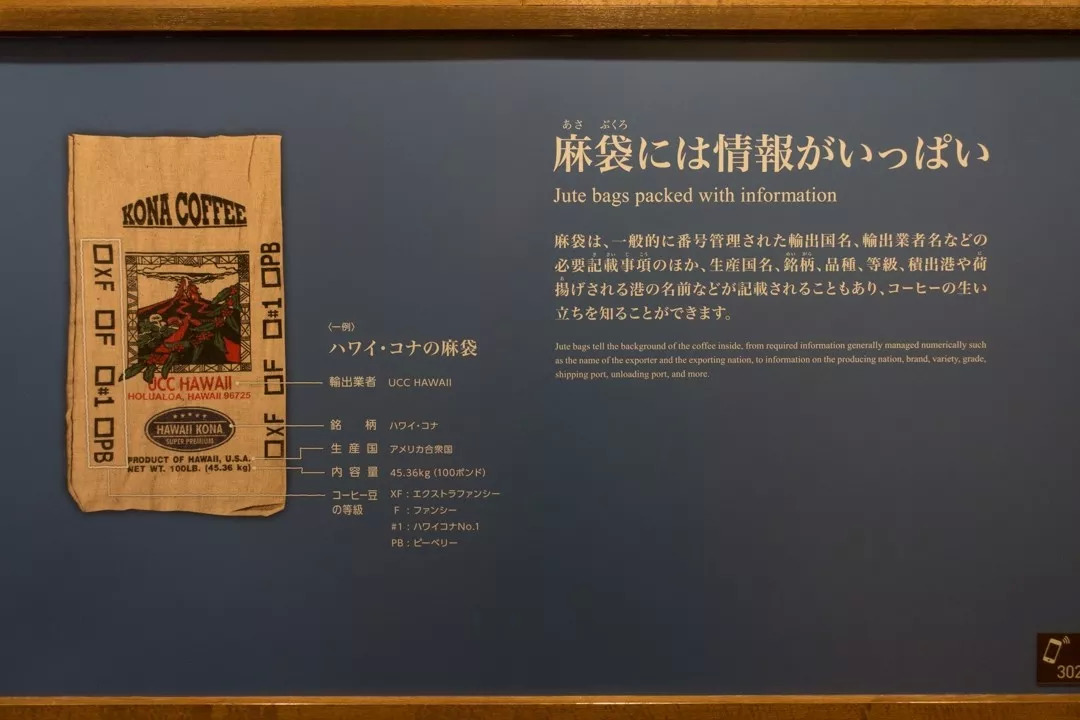 KONA COFFEE
□XF □F □#1 □PB
□XF □F □#1 □PB
UCC HAWAII
HOLUALOA, HAWAII 96725
HAWAII KONA
SUPER PREMIUM
PRODUCT OF HAWAII, U.S.A.
NET WT. 100LB. (45.36 kg)
〈一例〉
ハワイ・コナの麻袋
輸出業者 UCC HAWAII
銘柄 ハワイ・コナ
生産国 アメリカ合衆国
内容量 45.36kg (100ポンド)
コーヒー豆 XF：エクストラファンシー
の等級 F：ファンシー
#1：ハワイコナNo.1
PB：ピーベリー
あさ ぶくろ
麻袋には情報がいっぱい
Jute bags packed with information
麻袋は、一般的に番号管理された輸出国名、輸出業者名などの
必要記載事項のほか、生産国名、銘柄、品種、等級、積出港や荷
揚げされる港の名前などが記載されることもあり、コーヒーの生い
立ちを知ることができます。
Jute bags tell the background of the coffee inside, from required information generally managed numerically such
as the name of the exporter and the exporting nation, to information on the producing nation, brand, variety, grade,
shipping port, unloading port, and more.
302